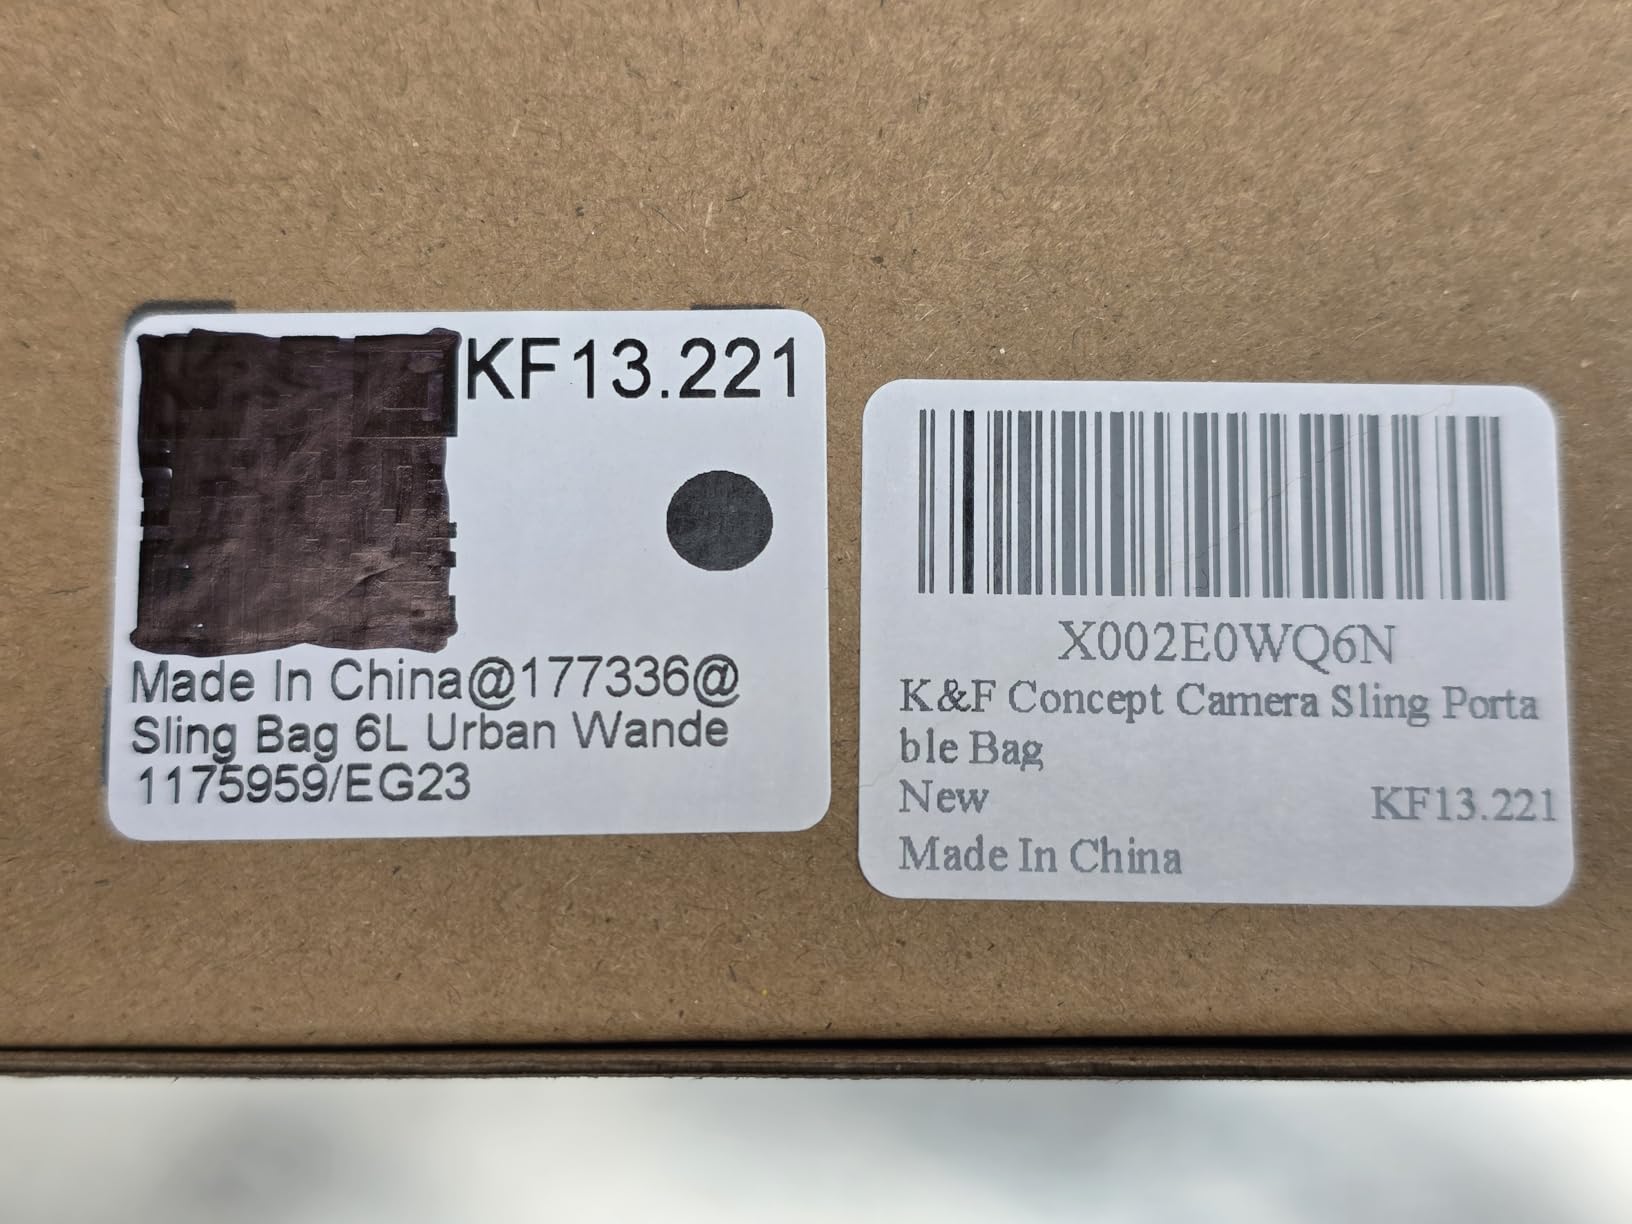 KF13.221
Made In China@177336@
Sling Bag 6L Urban Wande
1175959/EG23
X002E0WQ6N
K&F Concept Camera Sling Porta
ble Bag
New KF13.221
Made In China